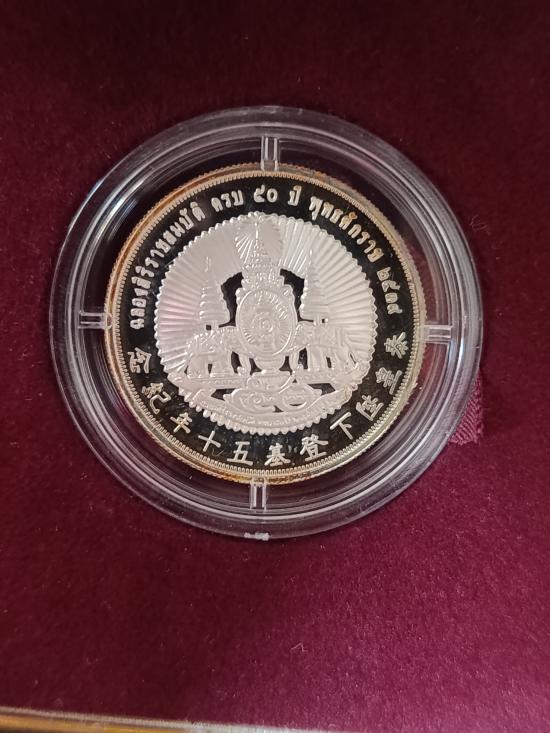 ฉลองสิริราชสมบัติ ครบ ๕๐ ปี พุทธศักราช ๒๕๓๙
泰皇陛下登基五十年紀念